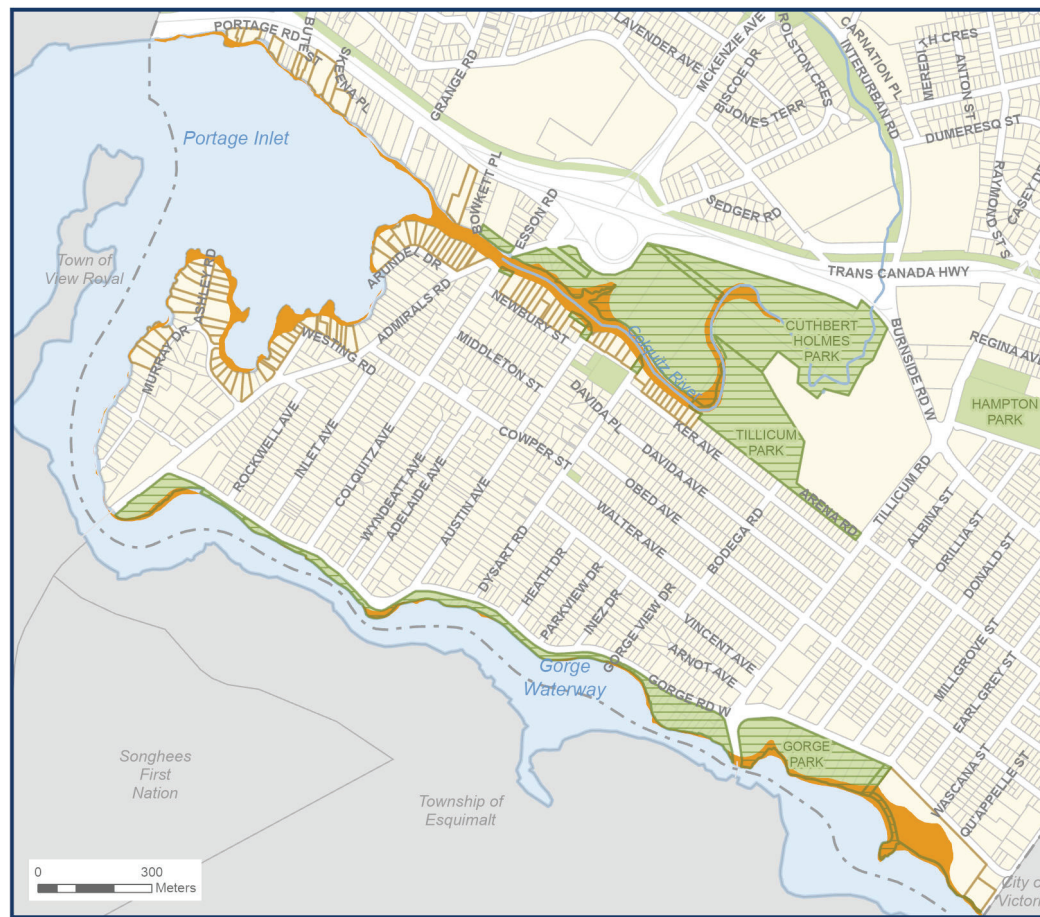 PORTAGE RD
BUTE ST
SKEENA PL
GRANGE RD
LAVENDER AVE
MCKENZIE AVE
BISCOE DR
JONES TERR
ROLSTON CRES
CARNATION PL
INTERURBAN RD
TH CRES
MEREDI
ANTON ST
DUMERESQ ST
RAYMOND ST S
CASEY DR
Portage Inlet
BOWKETT PL
ESSON RD
SEDGER RD
TRANS CANADA HWY
Town of
View Royal
ASHLEY RD
MURRAY DR
ARUNDEL DR
ADMIRALS RD
WESTING RD
NEWBURY ST
MIDDLETON ST
Colquitz River
CUTHBERT
HOLMES
PARK
BURNSIDE RD W
REGINA AVE
HAMPTON
PARK
TILLICUM
PARK
KER AVE
DAVIDA PL
DAVIDA AVE
COWPER ST
ROCKWELL AVE
INLET AVE
COLQUITZ AVE
WYNDEATT AVE
ADELAIDE AVE
AUSTIN AVE
OBED AVE
WALTER AVE
BODEGA RD
ARENA RD
TILLICUM RD
ALBINA ST
ORILLIA ST
DONALD ST
DYSART RD
HEATH DR
PARKVIEW DR
INEZ DR
GORGE VIEW DR
VINCENT AVE
ARNOT AVE
MILLGROVE ST
EARL GREY ST
Gorge
Waterway
GORGE RD W
GORGE
PARK
WASCANA ST
QU'APPELLE ST
Songhees
First
Nation
Township of
Esquimalt
City o
Victori
0 300
Meters